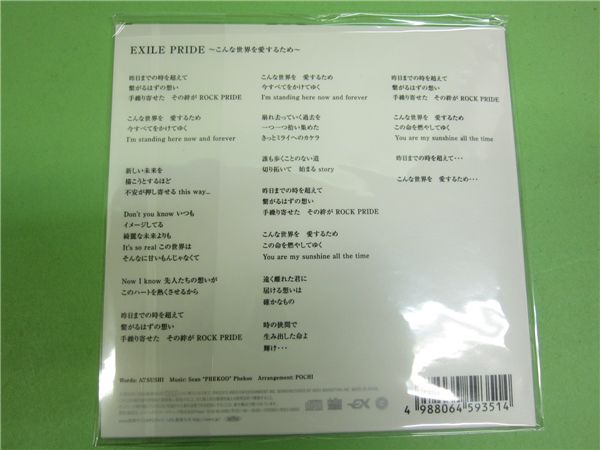 EXILE PRIDE ～こんな世界を愛するため～
昨日までの時を超えて
繋がるはずの想い
手繰り寄せた　その絆が ROCK PRIDE
こんな世界を　愛するため
今すべてをかけてゆく
I'm standing here now and forever
新しい未来を
描こうとするほど
不安が押し寄せる this way...
Don't you know いつも
イメージしてる
綺麗な未来よりも
It's so real この世界は
そんなに甘いもんじゃなくて
Now I know 先人たちの想いが
このハートを熱くさせるから
昨日までの時を超えて
繋がるはずの想い
手繰り寄せた　その絆が ROCK PRIDE
こんな世界を　愛するため
今すべてをかけてゆく
I'm standing here now and forever
崩れ去っていく過去を
一つ一つ拾い集めた
きっとミライへのカケラ
誰も歩くことのない道
切り拓いて　始まる story
昨日までの時を超えて
繋がるはずの想い
手繰り寄せた　その絆が ROCK PRIDE
こんな世界を　愛するため
この命を燃やしてゆく
You are my sunshine all the time
遠く離れた君に
届ける想いは
確かなもの
時の狭間で
生み出した命よ
輝け・・・
昨日までの時を超えて
繋がるはずの想い
手繰り寄せた　その絆が ROCK PRIDE
こんな世界を　愛するため
この命を燃やしてゆく
You are my sunshine all the time
昨日までの時を超えて・・・
こんな世界を　愛するため・・・
Words: ATSUSHI　Music: Sean "PHEKOO" Phekoo　Arrangement: POCHI
4 988064 593514